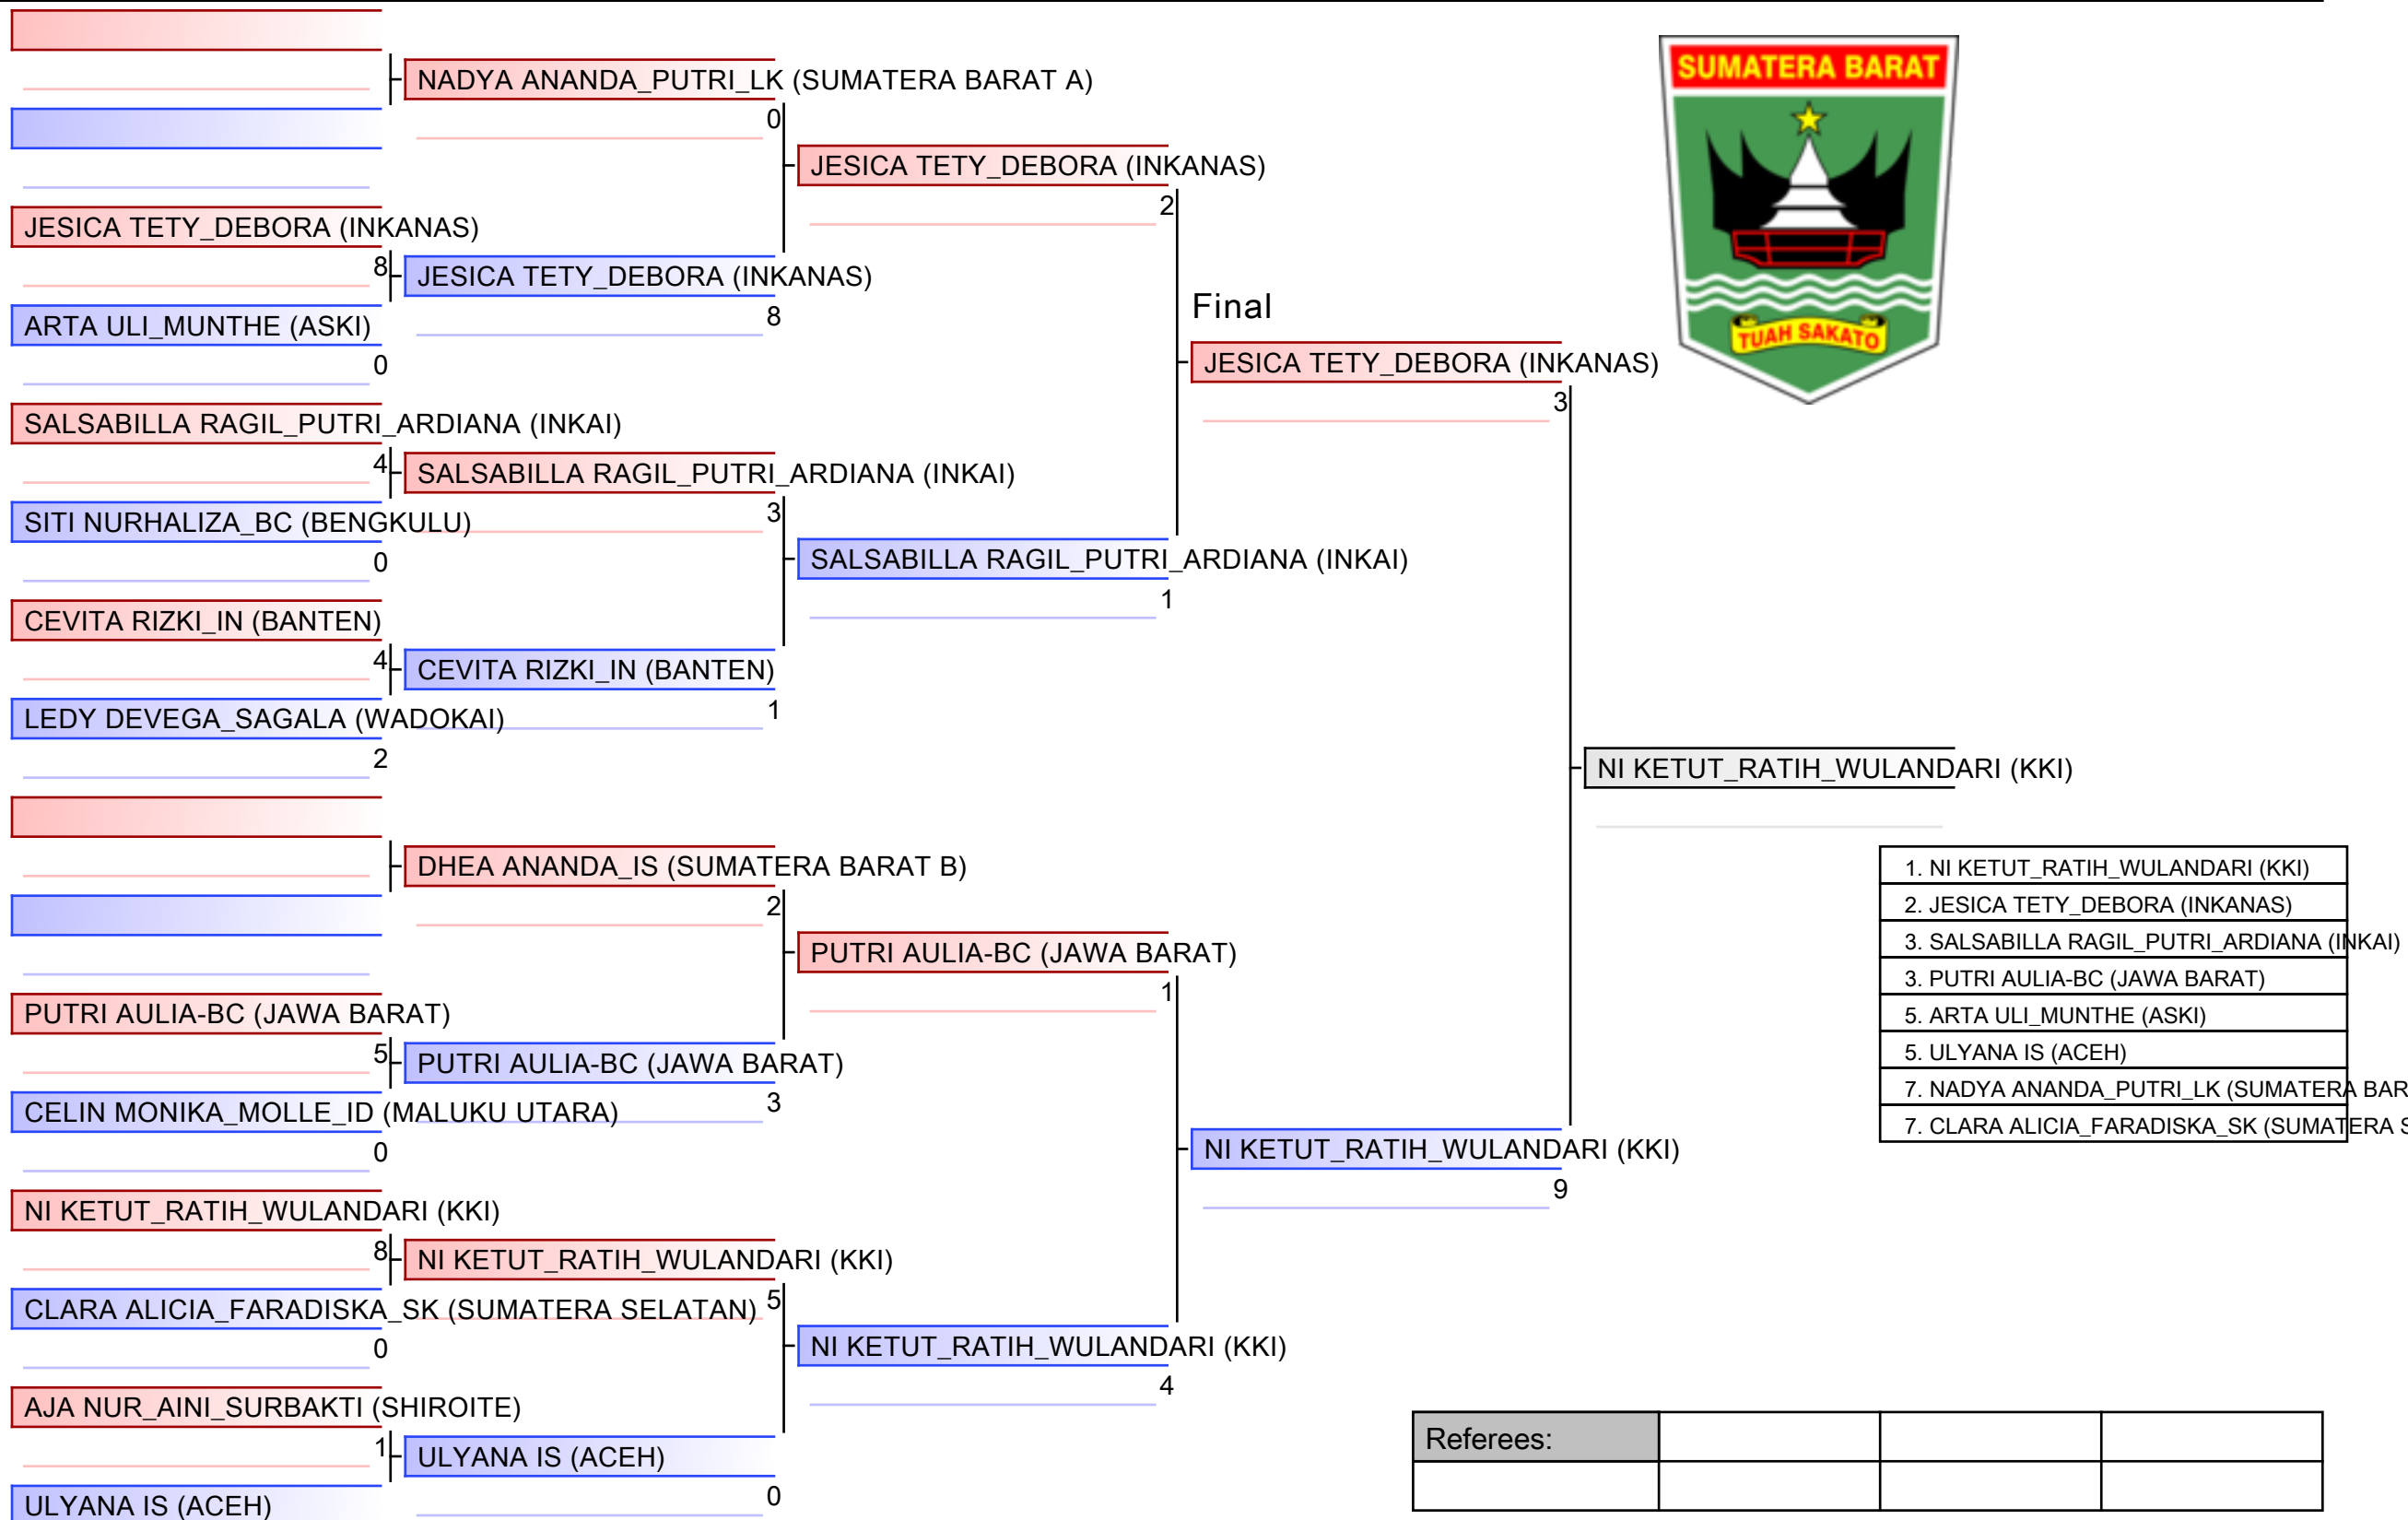 NADYA ANANDA_PUTRI_LK (SUMATERA BARAT A)
0
JESICA TETY_DEBORA (INKANAS)
2
JESICA TETY_DEBORA (INKANAS)
8
JESICA TETY_DEBORA (INKANAS)
8
ARTA ULI_MUNTHE (ASKI)
0
Final
JESICA TETY_DEBORA (INKANAS)
3
SALSABILLA RAGIL_PUTRI_ARDIANA (INKAI)
4
SALSABILLA RAGIL_PUTRI_ARDIANA (INKAI)
3
SITI NURHALIZA_BC (BENGKULU)
0
SALSABILLA RAGIL_PUTRI_ARDIANA (INKAI)
1
CEVITA RIZKI_IN (BANTEN)
4
CEVITA RIZKI_IN (BANTEN)
1
LEDY DEVEGA_SAGALA (WADOKAI)
2
NI KETUT_RATIH_WULANDARI (KKI)
DHEA ANANDA_IS (SUMATERA BARAT B)
2
PUTRI AULIA-BC (JAWA BARAT)
1
PUTRI AULIA-BC (JAWA BARAT)
5
PUTRI AULIA-BC (JAWA BARAT)
3
CELIN MONIKA_MOLLE_ID (MALUKU UTARA)
0
NI KETUT_RATIH_WULANDARI (KKI)
9
NI KETUT_RATIH_WULANDARI (KKI)
8
NI KETUT_RATIH_WULANDARI (KKI)
5
CLARA ALICIA_FARADISKA_SK (SUMATERA SELATAN)
0
NI KETUT_RATIH_WULANDARI (KKI)
4
AJA NUR_AINI_SURBAKTI (SHIROITE)
1
ULYANA IS (ACEH)
0
ULYANA IS (ACEH)
SUMATERA BARAT
TUAH SAKATO
1. NI KETUT_RATIH_WULANDARI (KKI)
2. JESICA TETY_DEBORA (INKANAS)
3. SALSABILLA RAGIL_PUTRI_ARDIANA (INKAI)
3. PUTRI AULIA-BC (JAWA BARAT)
5. ARTA ULI_MUNTHE (ASKI)
5. ULYANA IS (ACEH)
7. NADYA ANANDA_PUTRI_LK (SUMATERA BAR
7. CLARA ALICIA_FARADISKA_SK (SUMATERA S
Referees: